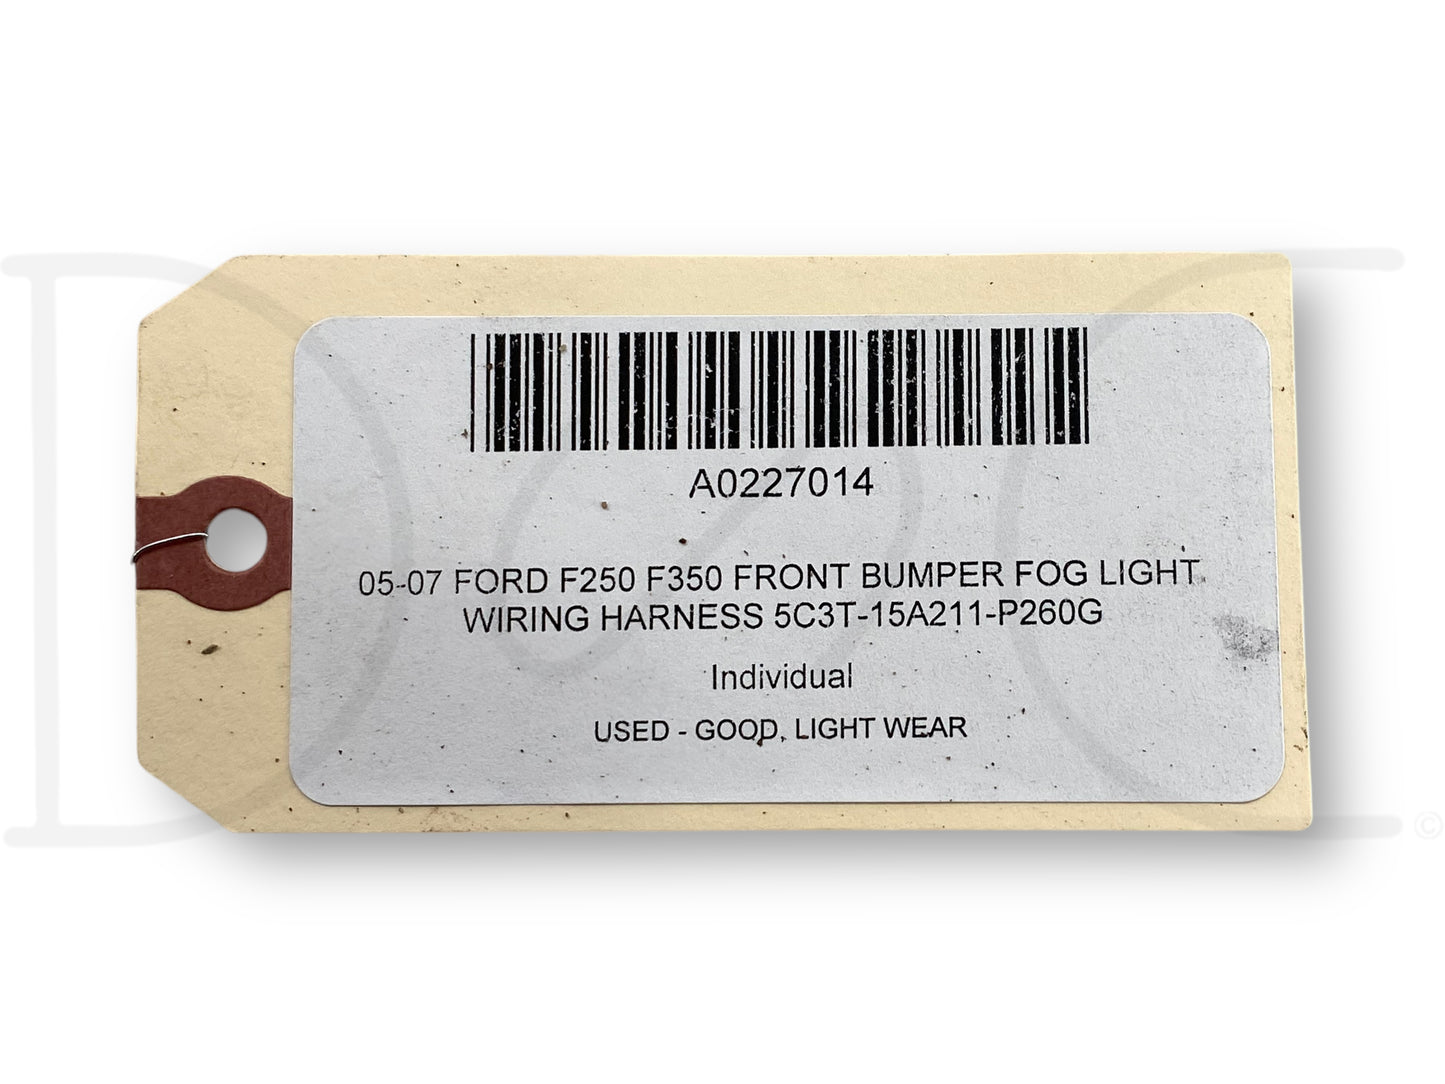 A0227014
05-07 FORD F250 F350 FRONT BUMPER FOG LIGHT
WIRING HARNESS 5C3T-15A211-P260G
Individual
USED - GOOD, LIGHT WEAR
©